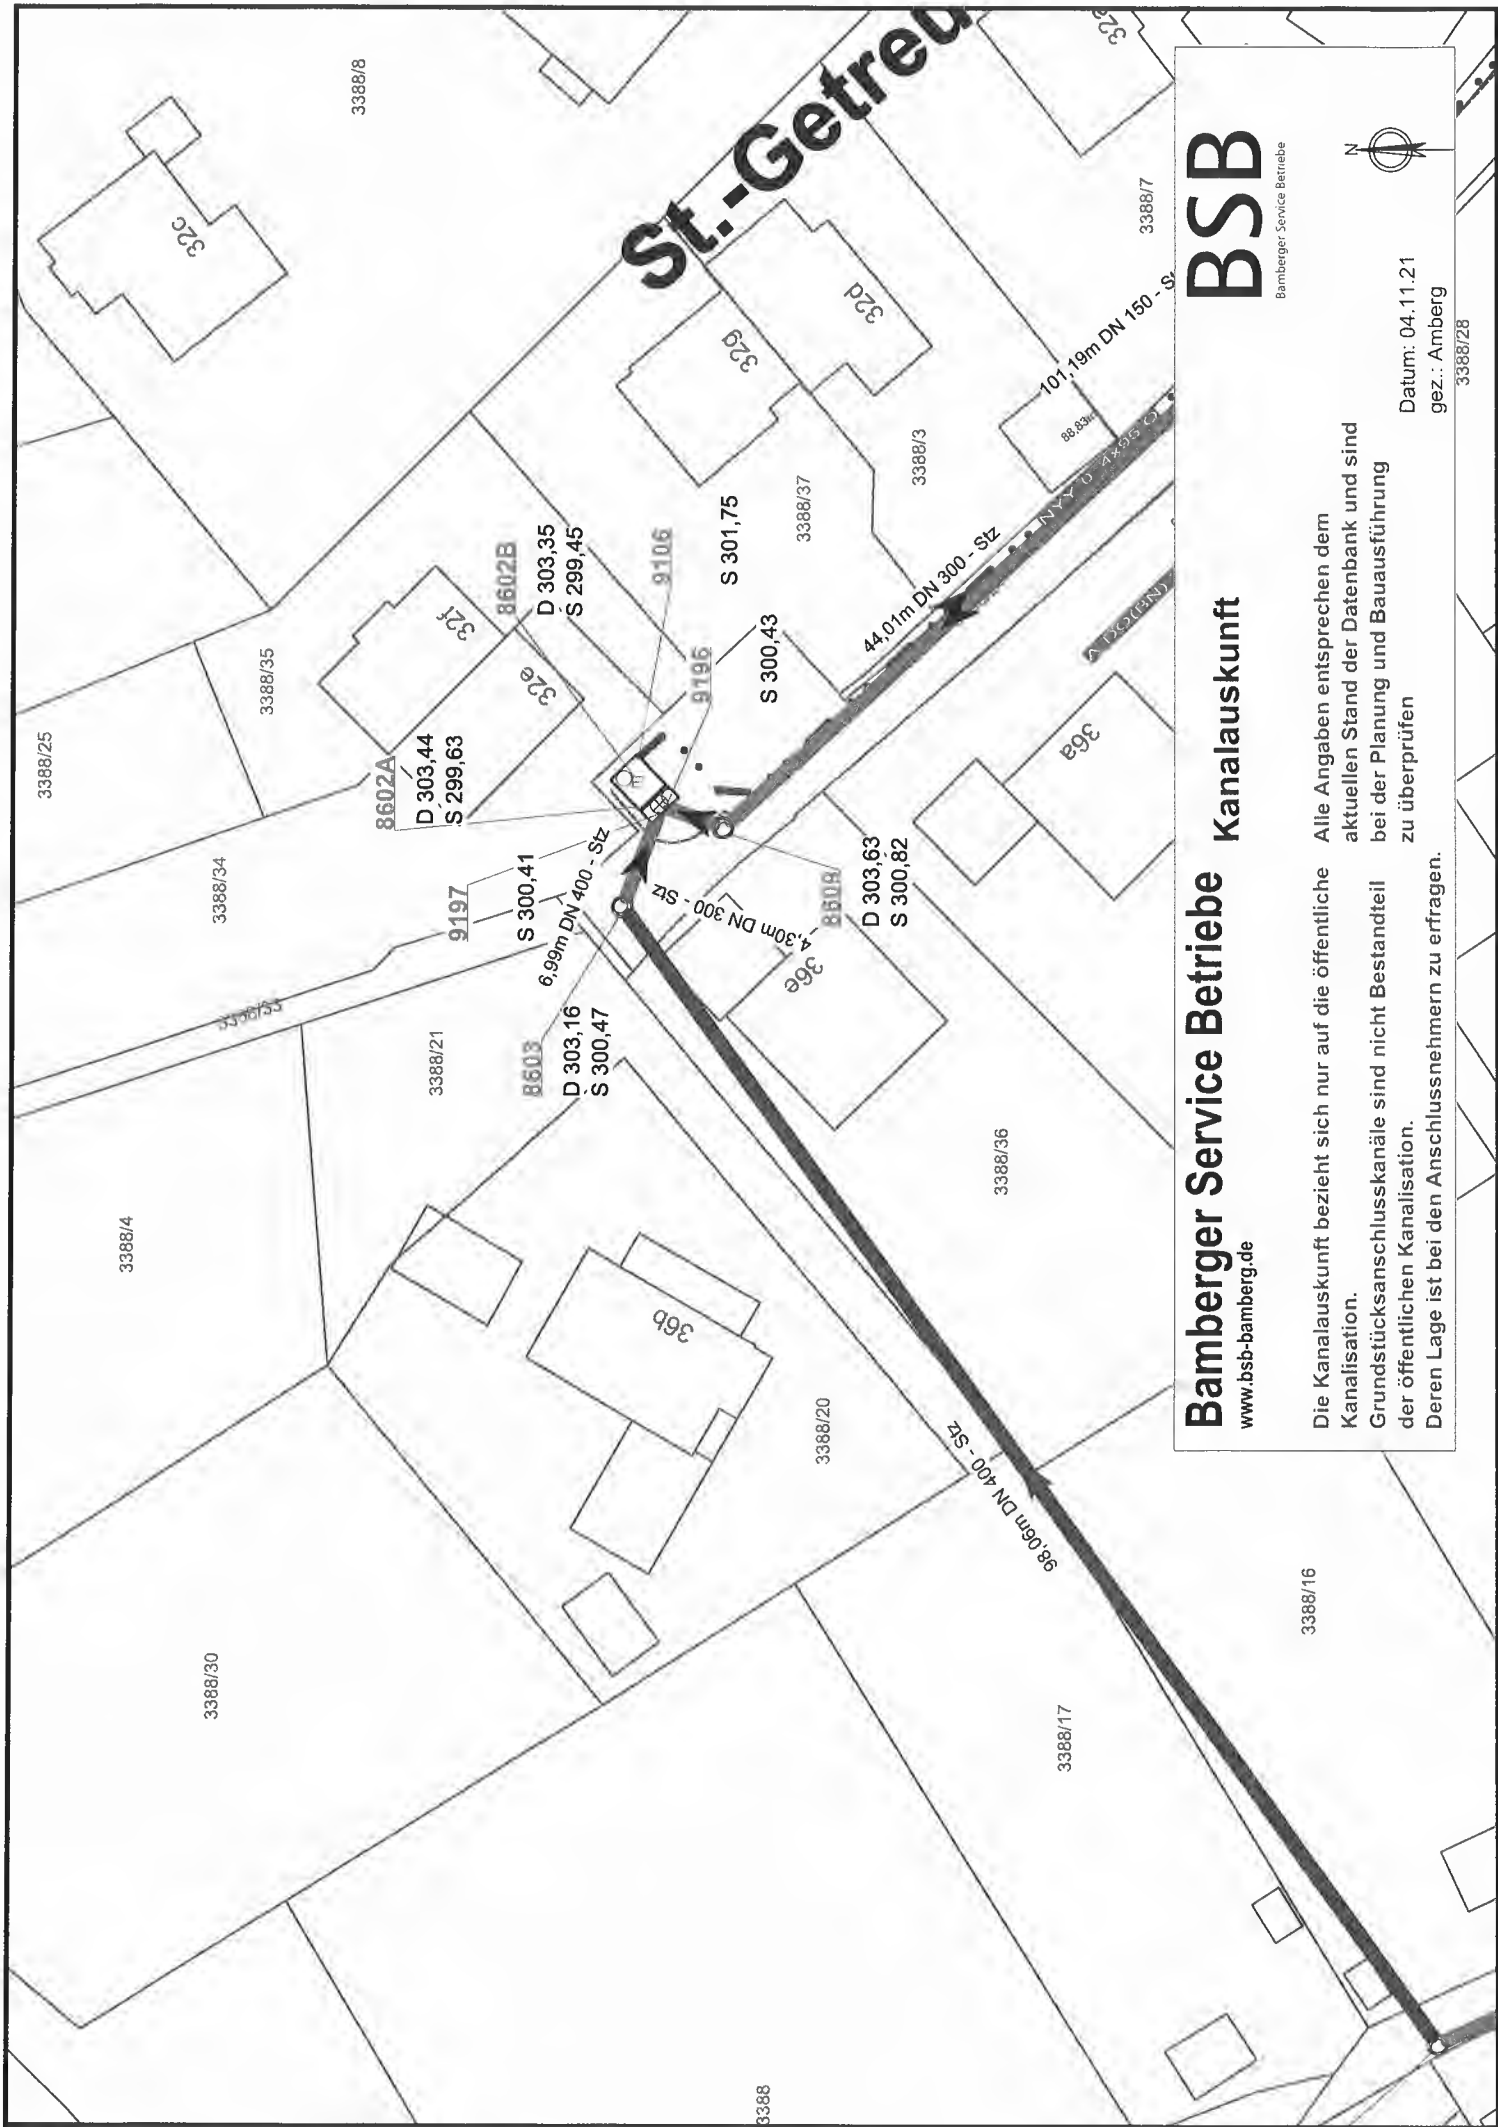 3388/8
32c
32a
St.-Getreu
3388/7
32d
32g
3388/3
3388/37
101,19m DN 150 - S
88,83m
NYY O 4x95 O
44,01m DN 300 - Stz
3388/25
3388/35
32f
32e
8602B
D 303,35
S 299,45
9106
S 301,75
9196
S 300,43
8602A
D 303,44
S 299,63
3388/34
9197
S 300,41
6,99m DN 400 - Stz
4,30m DN 300 - Stz
D 303,63
S 300,82
36a
36e
3388/33
3388/21
8603
D 303,16
S 300,47
3388/4
3388/36
36b
3388/20
98,06m DN 400 - Stz
3388/30
3388/17
3388/16
3388
3388/28
Bamberger Service Betriebe
www.bsb-bamberg.de
Kanalauskunft
BSB
Bamberger Service Betriebe
Die Kanalauskunft bezieht sich nur auf die öffentliche
Kanalisation.
Grundstücksanschlusskanäle sind nicht Bestandteil
der öffentlichen Kanalisation.
Deren Lage ist bei den Anschlussnehmern zu erfragen.
Alle Angaben entsprechen dem
aktuellen Stand der Datenbank und sind
bei der Planung und Bauausführung
zu überprüfen
N
Datum: 04.11.21
gez.: Amberg